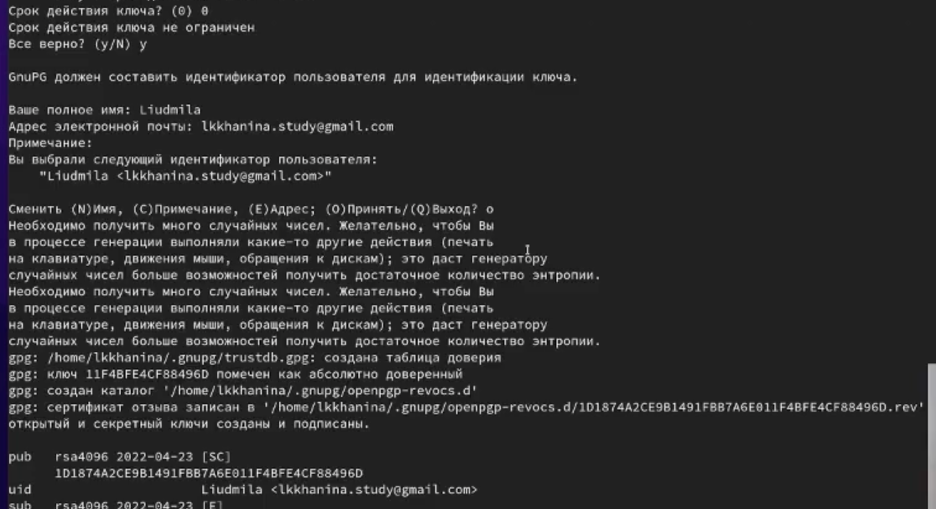 Срок действия ключа? (0) 0
Срок действия ключа не ограничен
Все верно? (y/N) y
GnuPG должен составить идентификатор пользователя для идентификации ключа.
Ваше полное имя: Liudmila
Адрес электронной почты: lkkhanina.study@gmail.com
Примечание:
Вы выбрали следующий идентификатор пользователя:
"Liudmila <lkkhanina.study@gmail.com>"
Сменить (N)Имя, (C)Примечание, (E)Адрес; (O)Принять/(Q)Выход? o
Необходимо получить много случайных чисел. Желательно, чтобы Вы
в процессе генерации выполняли какие-то другие действия (печать
на клавиатуре, движения мыши, обращения к дискам); это даст генератору
случайных чисел больше возможностей получить достаточное количество энтропии.
Необходимо получить много случайных чисел. Желательно, чтобы Вы
в процессе генерации выполняли какие-то другие действия (печать
на клавиатуре, движения мыши, обращения к дискам); это даст генератору
случайных чисел больше возможностей получить достаточное количество энтропии.
gpg: /home/lkkhanina/.gnupg/trustdb.gpg: создана таблица доверия
gpg: ключ 11F4BFE4CF88496D помечен как абсолютно доверенный
gpg: создан каталог '/home/lkkhanina/.gnupg/openpgp-revocs.d'
gpg: сертификат отзыва записан в '/home/lkkhanina/.gnupg/openpgp-revocs.d/1D1874A2CE9B1491FBB7A6E011F4BFE4CF88496D.rev'
открытый и секретный ключи созданы и подписаны.
pub rsa4096 2022-04-23 [SC]
1D1874A2CE9B1491FBB7A6E011F4BFE4CF88496D
uid Liudmila <lkkhanina.study@gmail.com>
sub rsa4096 2022-04-23 [E]